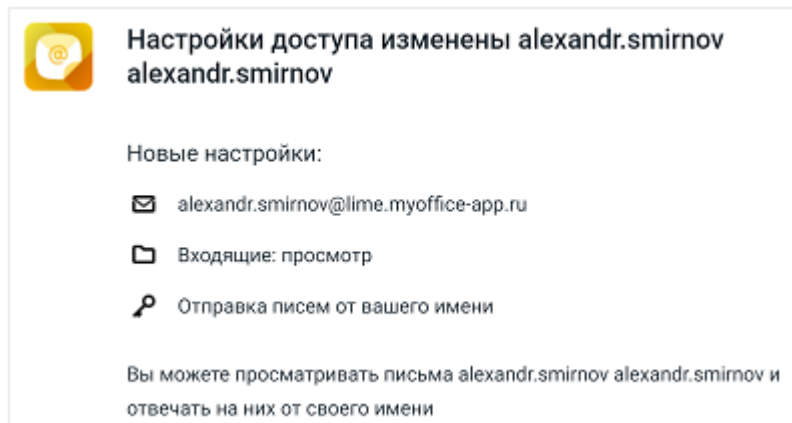 Настройки доступа изменены alexandr.smirnov
alexandr.smirnov
Новые настройки:
alexandr.smirnov@lime.myoffice-app.ru
Входящие: просмотр
Отправка писем от вашего имени
Вы можете просматривать письма alexandr.smirnov alexandr.smirnov и
отвечать на них от своего имени